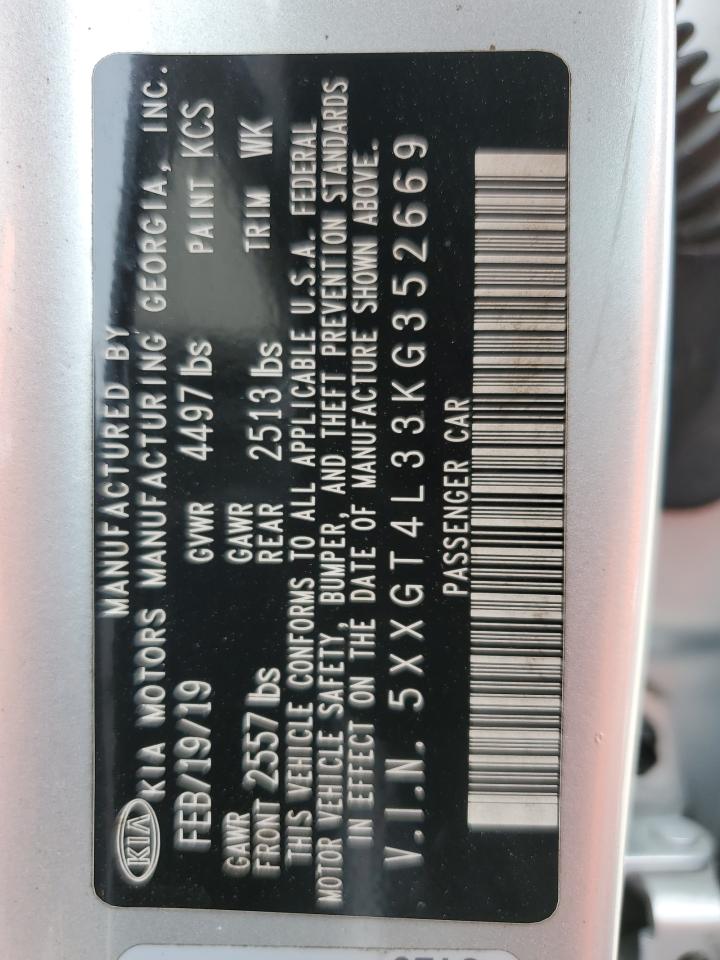 MANUFACTURED BY
KIA KIA MOTORS MANUFACTURING GEORGIA, INC.
FEB/19/19 GVWR 4497 lbs PAINT KCS
GAWR FRONT 2557 lbs GAWR REAR 2513 lbs TRIM WK
THIS VEHICLE CONFORMS TO ALL APPLICABLE U.S.A. FEDERAL
MOTOR VEHICLE SAFETY, BUMPER, AND THEFT PREVENTION STANDARDS
IN EFFECT ON THE DATE OF MANUFACTURE SHOWN ABOVE.
V.I.N. 5XXGT4L33KG352669
PASSENGER CAR